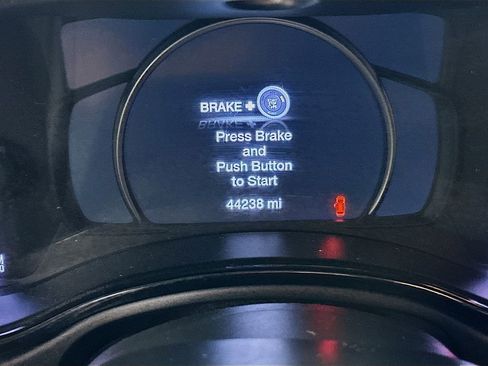 BRAKE +
Press Brake
and
Push Button
to Start
44238 mi